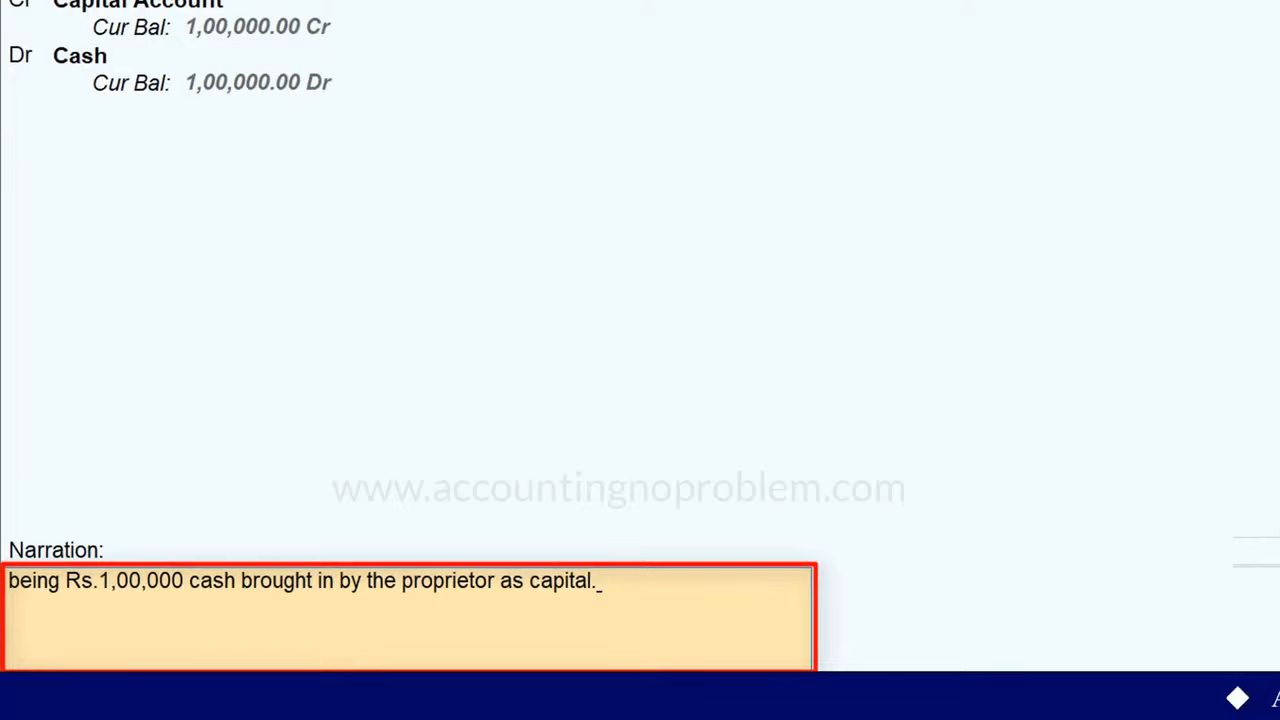 Cr Capital Account
Cur Bal: 1,00,000.00 Cr
Dr Cash
Cur Bal: 1,00,000.00 Dr
www.accountingnoproblem.com
Narration:
being Rs.1,00,000 cash brought in by the proprietor as capital.